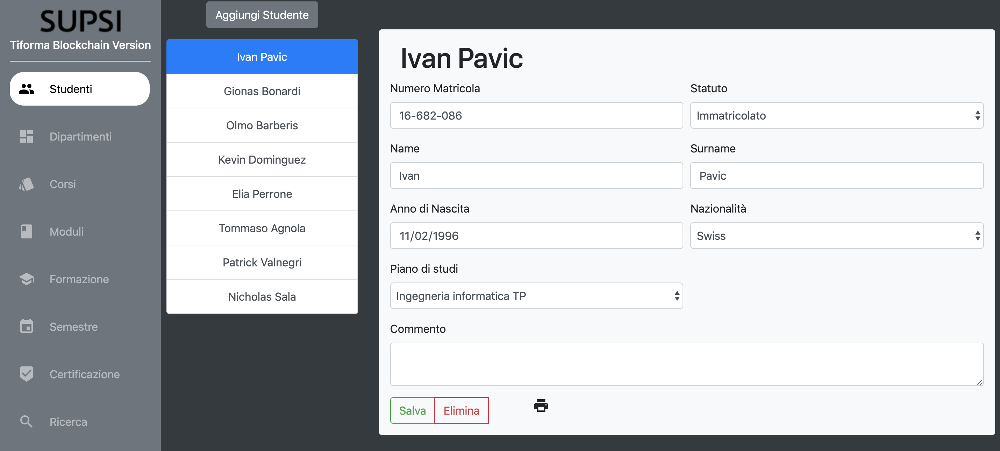 SUPSI
Tiforma Blockchain Version
Studenti
Dipartimenti
Corsi
Moduli
Formazione
Semestre
Certificazione
Ricerca
Aggiungi Studente
Ivan Pavic
Gionas Bonardi
Olmo Barberis
Kevin Dominguez
Elia Perrone
Tommaso Agnola
Patrick Valnegri
Nicholas Sala
Ivan Pavic
Numero Matricola
16-682-086
Statuto
Immatricolato
Name
Ivan
Surname
Pavic
Anno di Nascita
11/02/1996
Nazionalità
Swiss
Piano di studi
Ingegneria informatica TP
Commento
Salva
Elimina